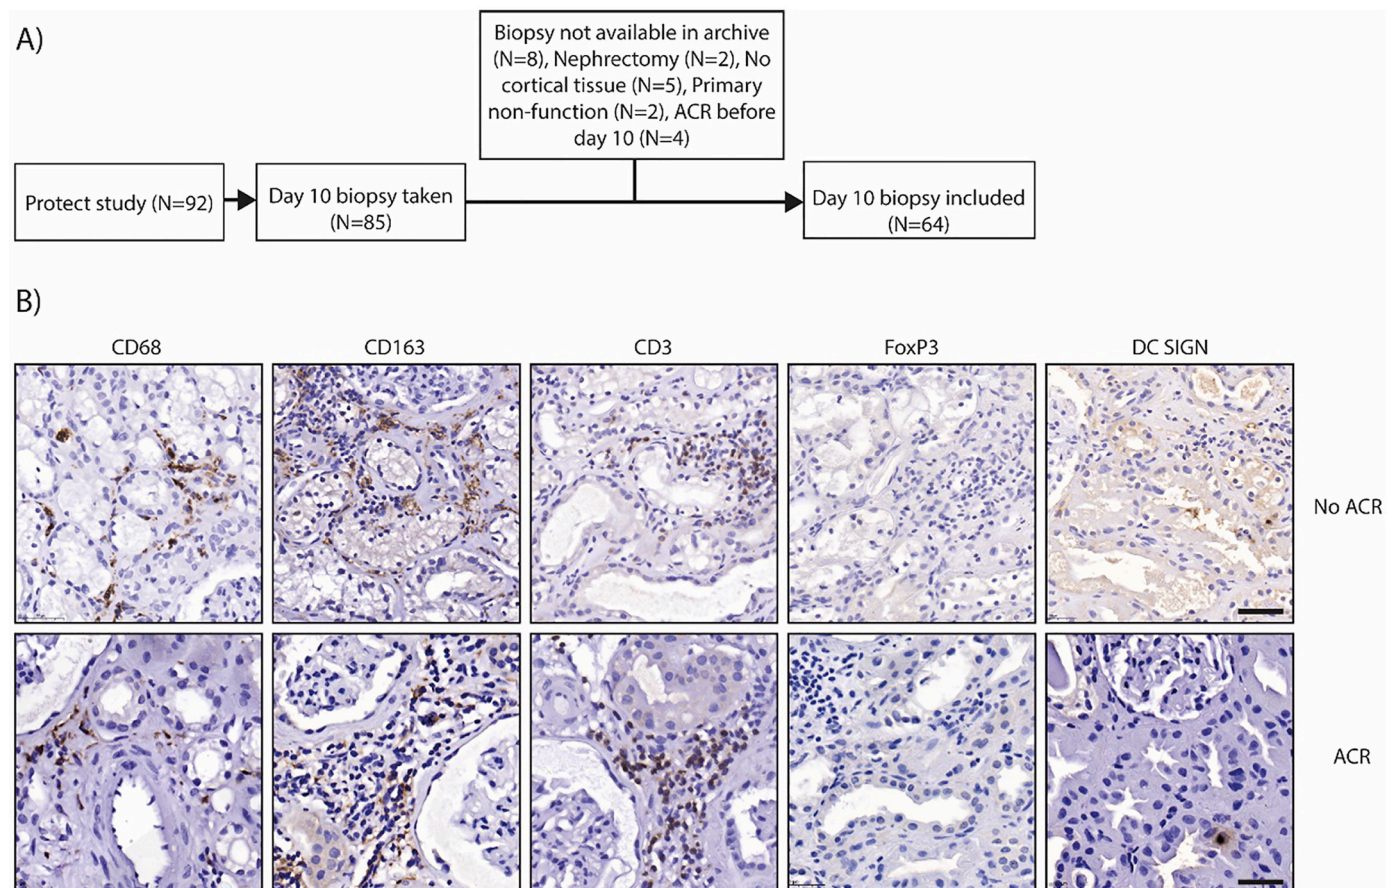 A)
Biopsy not available in archive
(N=8), Nephrectomy (N=2), No
cortical tissue (N=5), Primary
non-function (N=2), ACR before
day 10 (N=4)
Protect study (N=92)
Day 10 biopsy taken
(N=85)
Day 10 biopsy included
(N=64)
B)
CD68
CD163
CD3
FoxP3
DC SIGN
No ACR
ACR